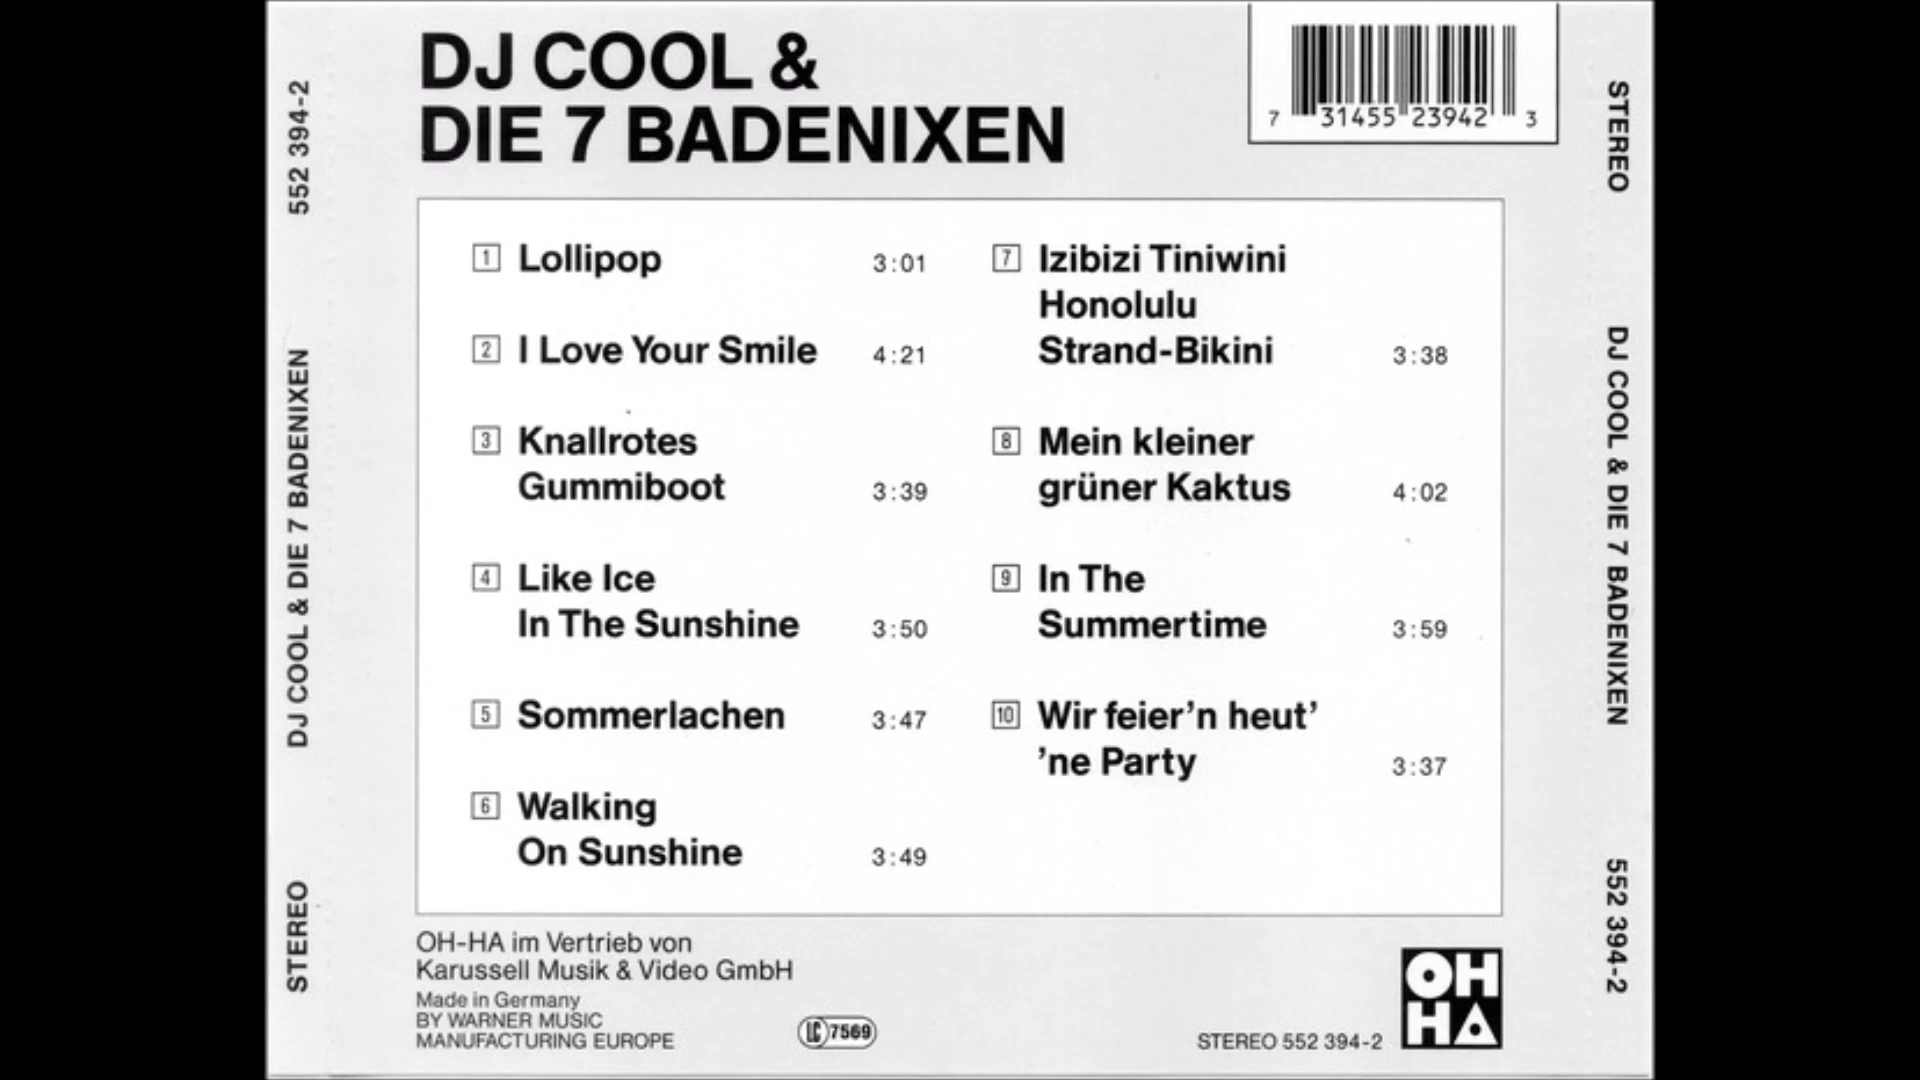 DJ COOL &
DIE 7 BADENIXEN
7 31455 23942 3
552 394-2
DJ COOL & DIE 7 BADENIXEN
STEREO
1 Lollipop 3:01
2 I Love Your Smile 4:21
3 Knallrotes
Gummiboot 3:39
4 Like Ice
In The Sunshine 3:50
5 Sommerlachen 3:47
6 Walking
On Sunshine 3:49
7 Izibizi Tiniwini
Honolulu
Strand-Bikini 3:38
8 Mein kleiner
grüner Kaktus 4:02
9 In The
Summertime 3:59
10 Wir feier’n heut’
’ne Party 3:37
STEREO
DJ COOL & DIE 7 BADENIXEN
552 394-2
OH-HA im Vertrieb von
Karussell Musik & Video GmbH
Made in Germany
BY WARNER MUSIC
MANUFACTURING EUROPE
LC 7569
STEREO 552 394-2
OH
HA